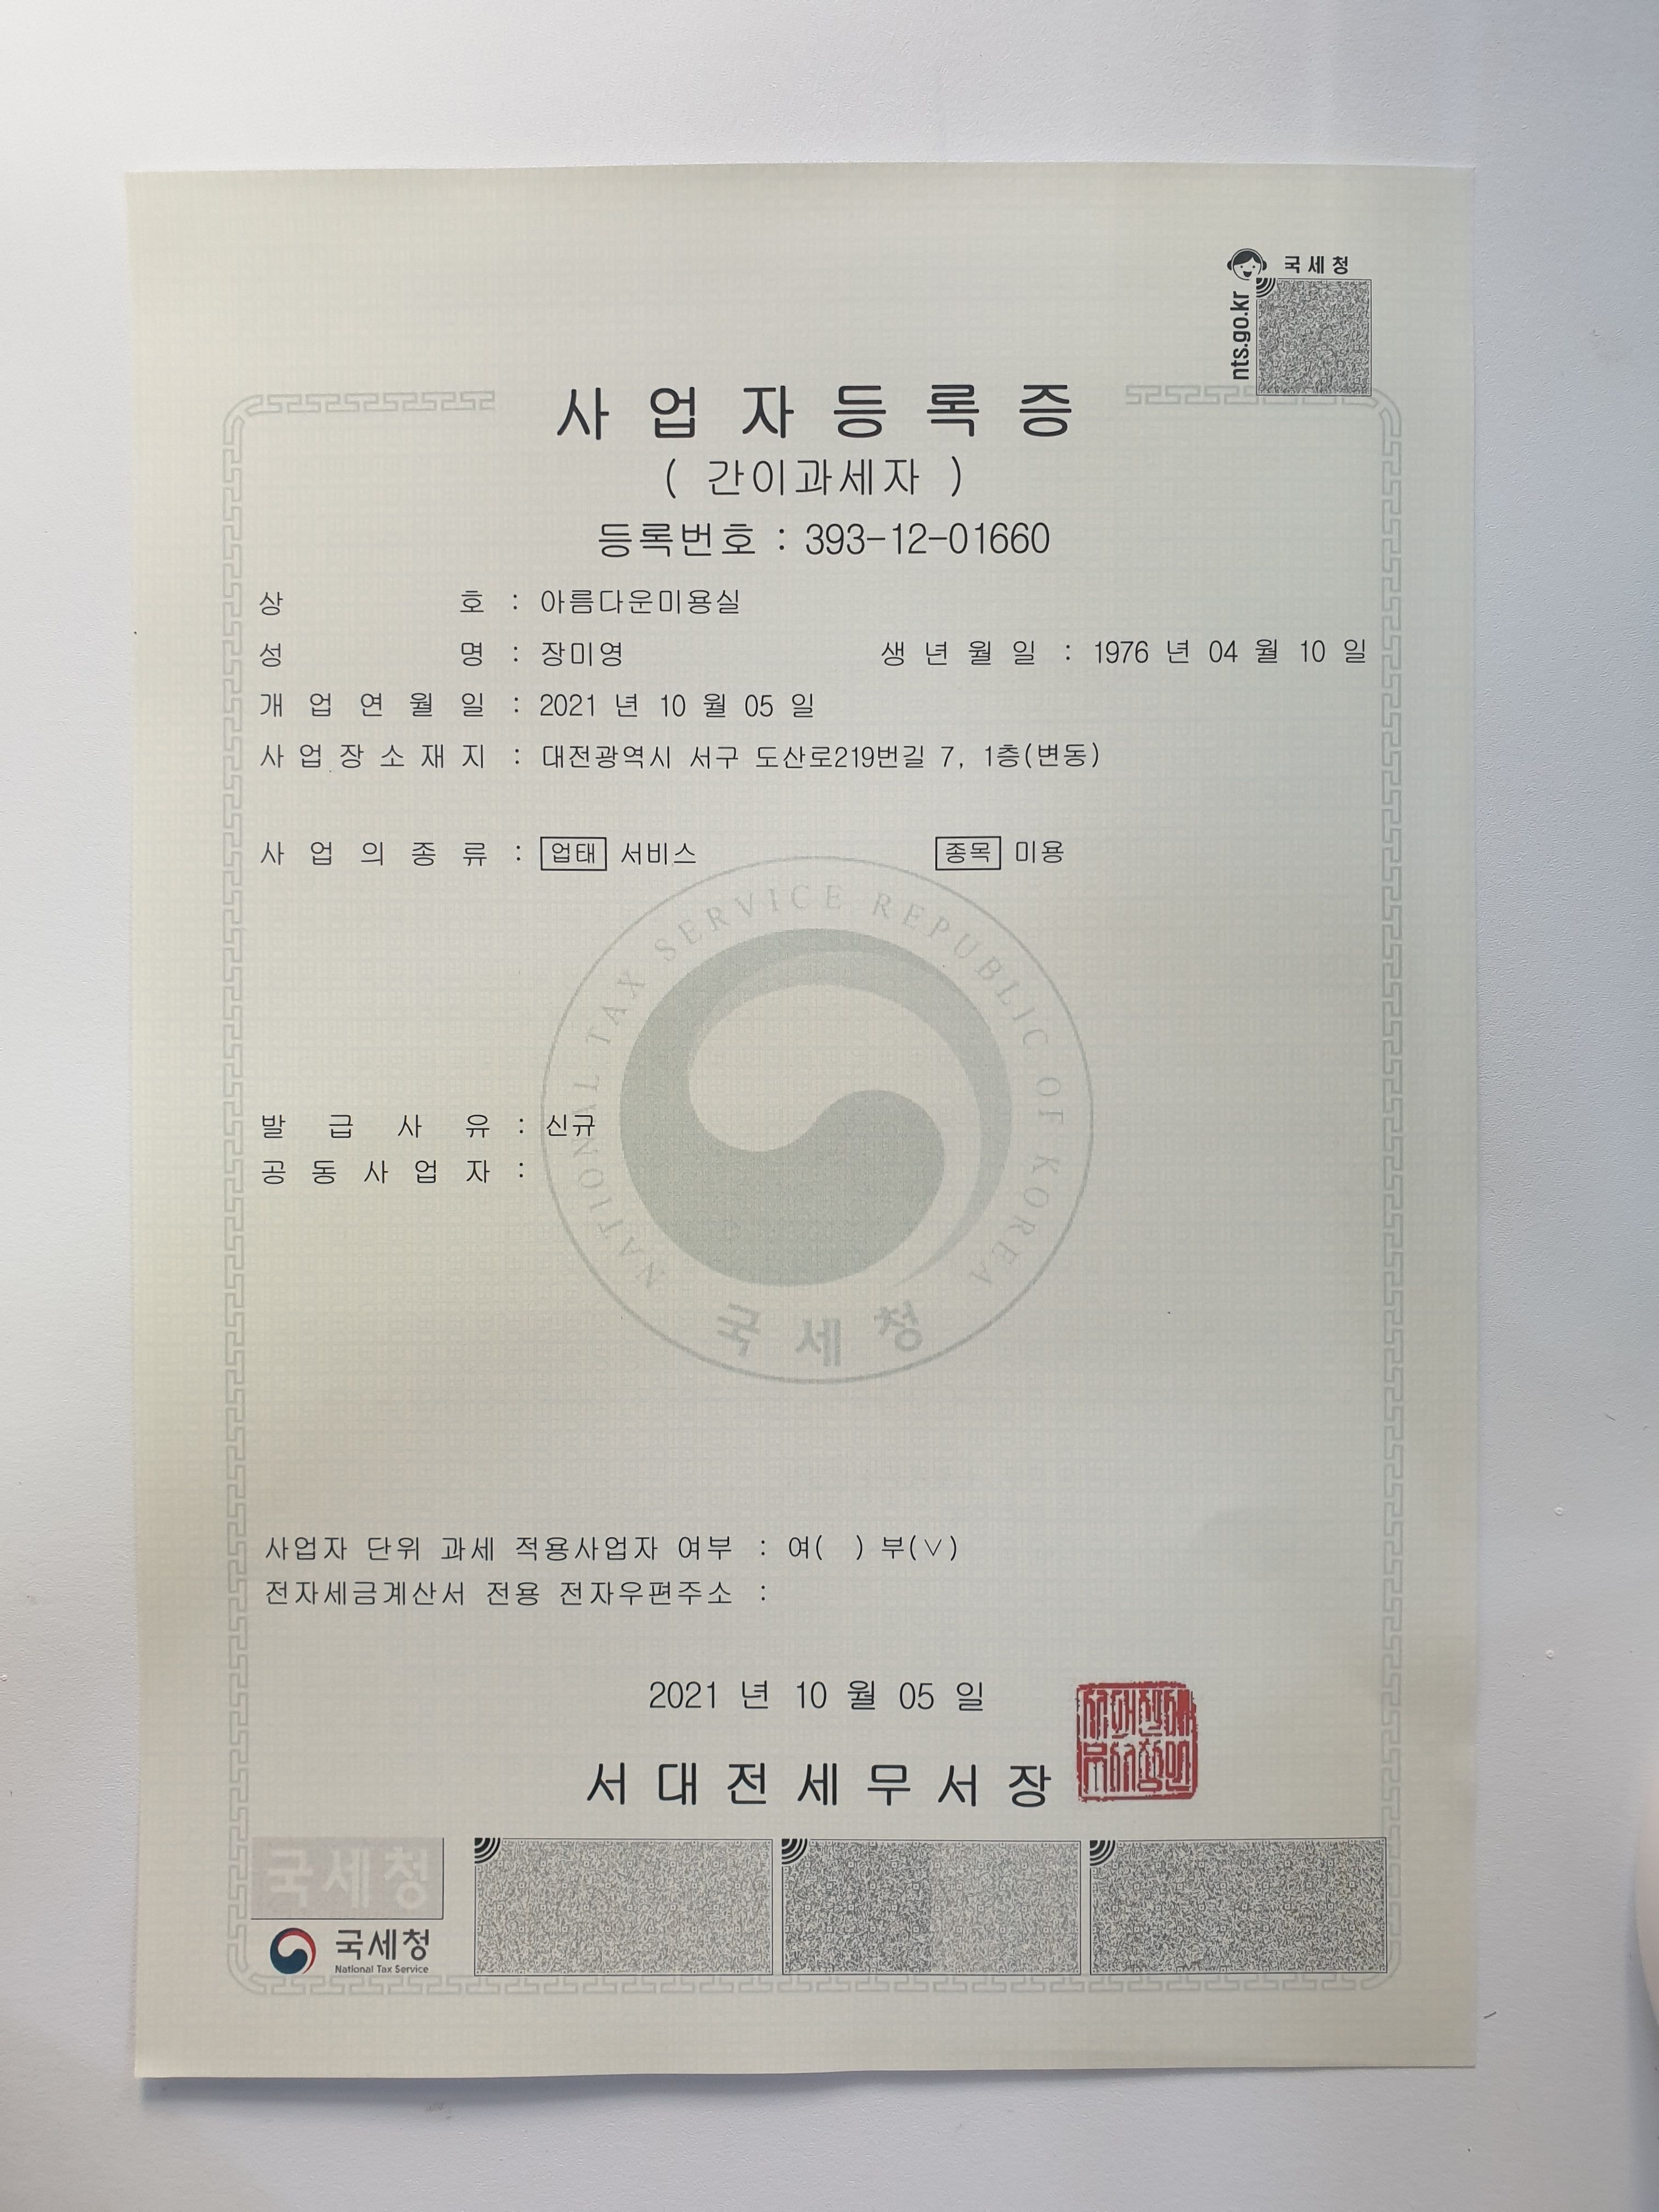 국세청
nts.go.kr
사업자등록증
( 간이과세자 )
등록번호 : 393-12-01660
상 호 : 아름다운미용실
성 명 : 장미영 생 년 월 일 : 1976 년 04 월 10 일
개 업 연 월 일 : 2021 년 10 월 05 일
사 업 장 소 재 지 : 대전광역시 서구 도산로219번길 7, 1층(변동)
사 업 의 종 류 : 업태 서비스 종목 미용
NATIONAL TAX SERVICE REPUBLIC OF KOREA
발 급 사 유 : 신규
공 동 사 업 자 :
국세청
사업자 단위 과세 적용사업자 여부 : 여( ) 부(∨)
전자세금계산서 전용 전자우편주소 :
2021 년 10 월 05 일
서대전세무서장
국세청
국세청
National Tax Service